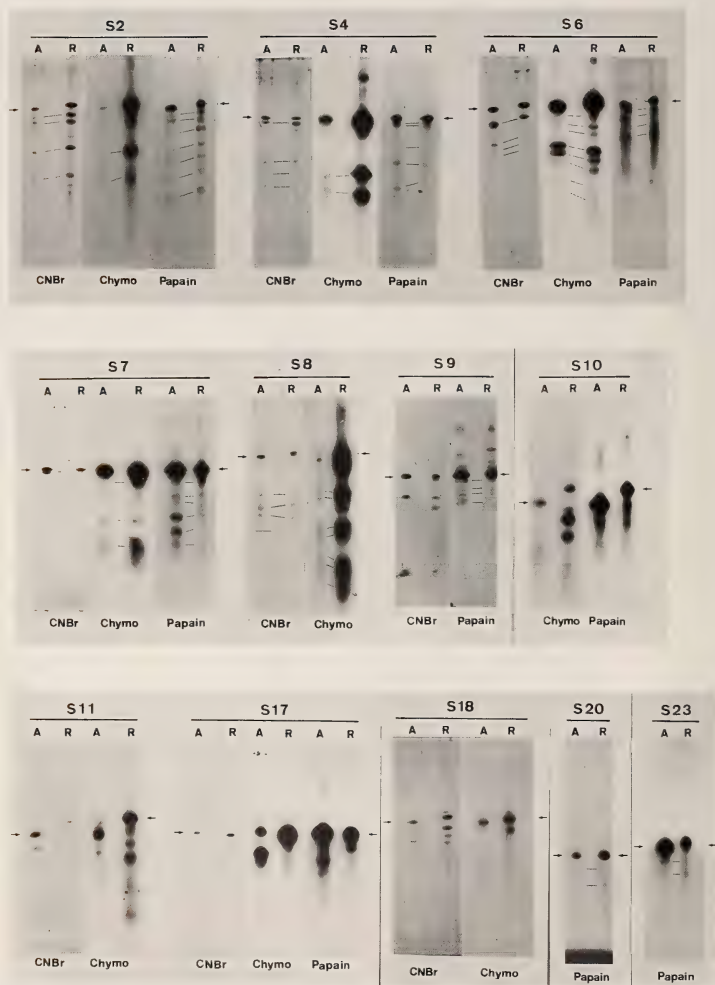 S2 S4 S6
A R A R A R A R A R A R A R A R A R
CNBr Chymo Papain CNBr Chymo Papain CNBr Chymo Papain
S7 S8 S9 S10
A R A R A R A R A R A R A R A R A R
CNBr Chymo Papain CNBr Chymo CNBr Papain Chymo Papain
S11 S17 S18 S20 S23
A R A R A R A R A R A R A R A R A R
CNBr Chymo CNBr Chymo Papain CNBr Chymo Papain Papain